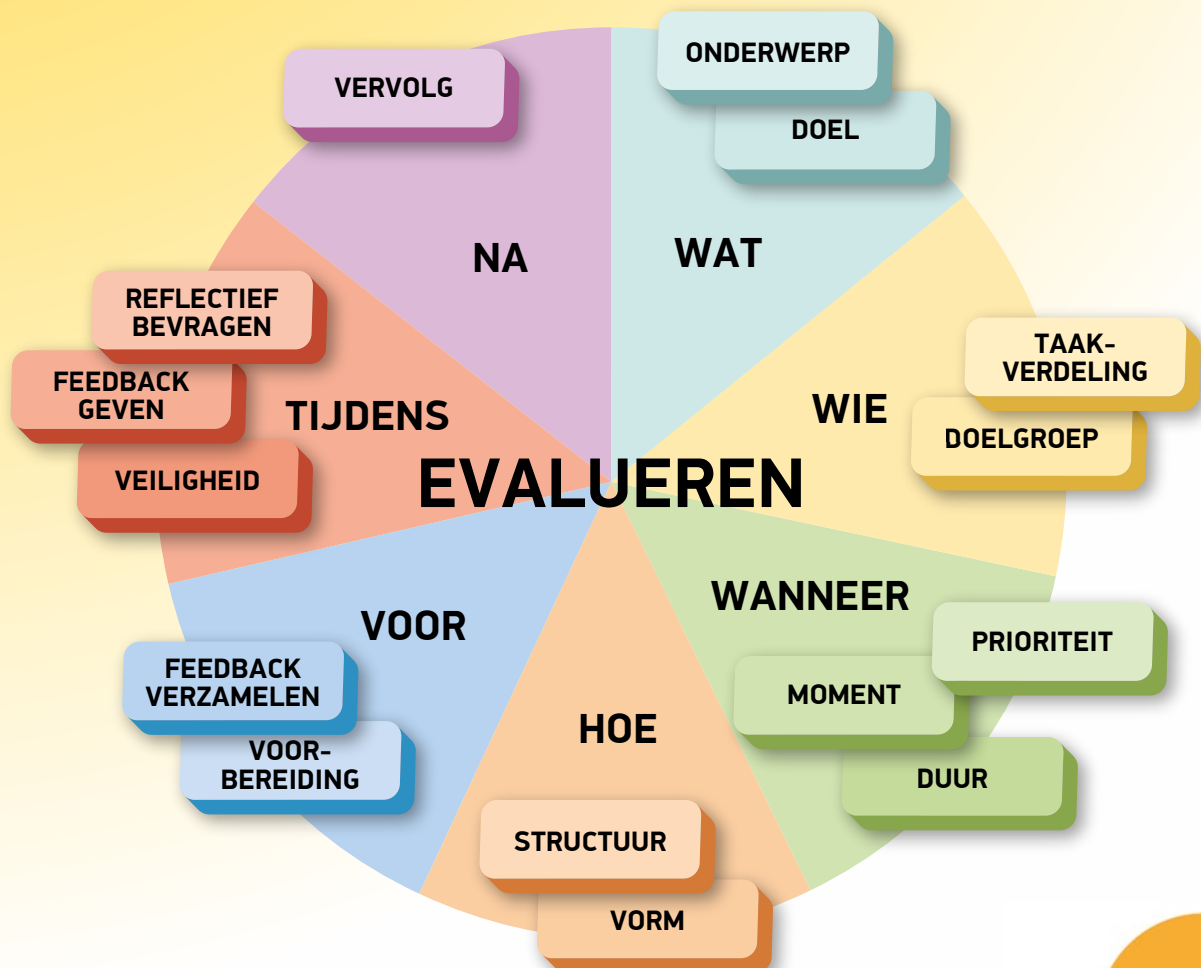 ONDERWERP
DOEL
WAT
TAAK-
VERDELING
DOELGROEP
WIE
WANNEER
PRIORITEIT
MOMENT
DUUR
HOE
STRUCTUUR
VORM
VOOR
FEEDBACK
VERZAMELEN
VOOR-
BEREIDING
TIJDENS
REFLECTIEF
BEVRAGEN
FEEDBACK
GEVEN
VEILIGHEID
NA
VERVOLG
EVALUEREN